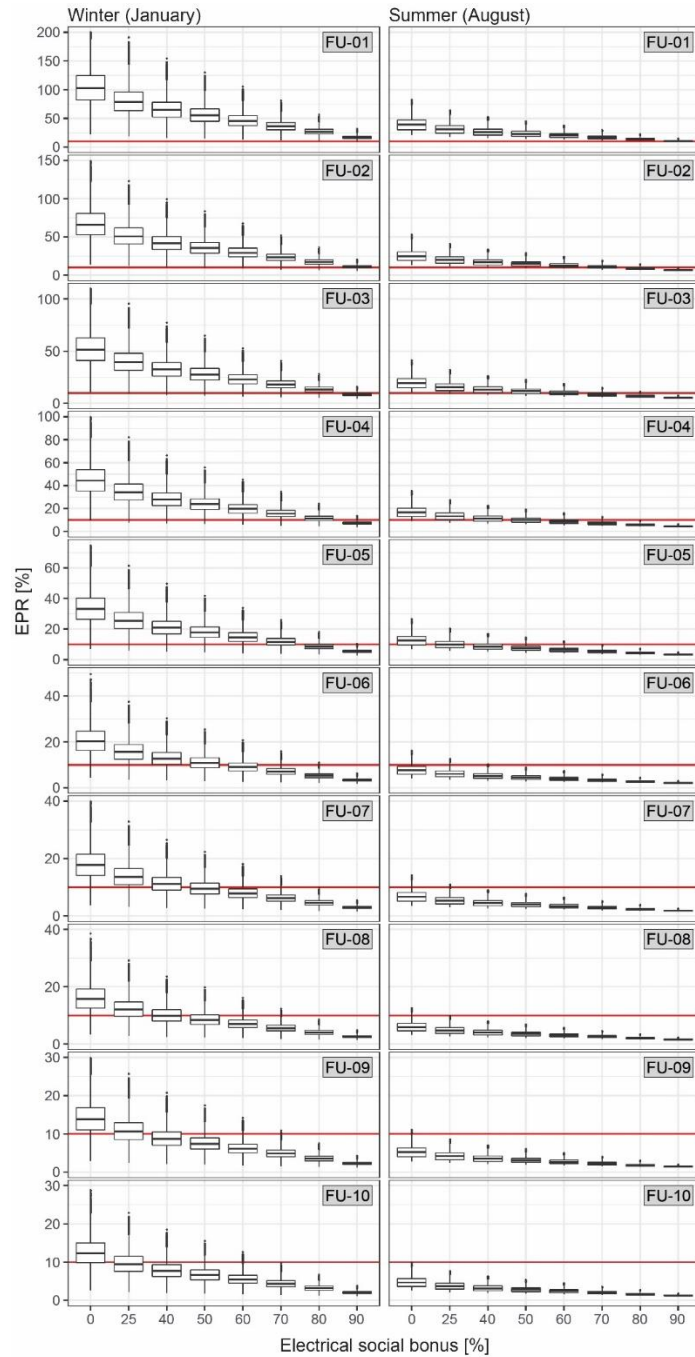 Winter (January) Summer (August)
FU-01 FU-01
200
150
100
50
0
FU-02 FU-02
150
100
50
0
FU-03 FU-03
100
50
0
FU-04 FU-04
100
80
60
40
20
0
FU-05 FU-05
60
40
20
0
FU-06 FU-06
40
20
0
FU-07 FU-07
40
20
0
FU-08 FU-08
40
20
0
FU-09 FU-09
30
20
10
0
FU-10 FU-10
30
20
10
0
EPR [%]
0 25 40 50 60 70 80 90 0 25 40 50 60 70 80 90
Electrical social bonus [%]